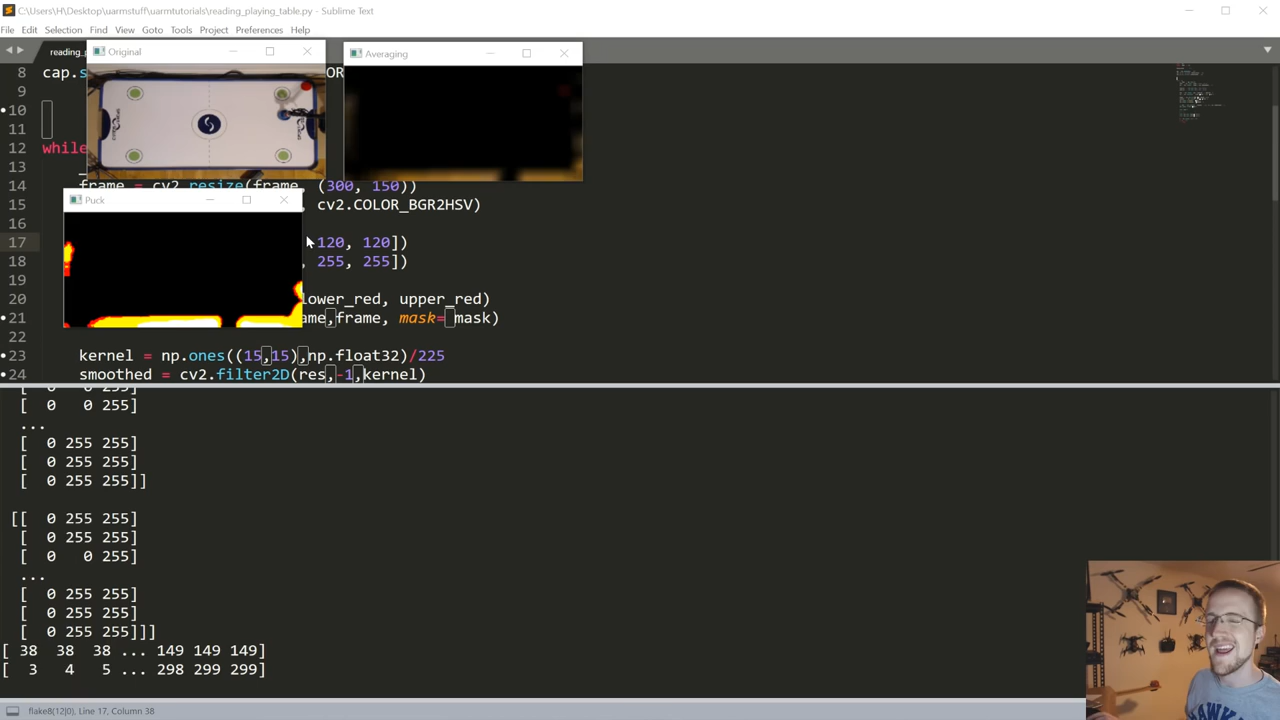 C:\Users\H\Desktop\uarmstuff\uarmtutorials\reading_playing_table.py - Sublime Text
File Edit Selection Find View Goto Tools Project Preferences Help
reading_
Original
Averaging
8 cap.s OR
9
10
11
12 while
13
14 frame = cv2.resize(frame, (300, 150))
15 , cv2.COLOR_BGR2HSV)
Puck
16
17 120, 120])
18 , 255, 255])
19
20 lower_red, upper_red)
21 ame,frame, mask=mask)
22
23 kernel = np.ones((15,15),np.float32)/225
24 smoothed = cv2.filter2D(res,-1,kernel)
[ 0 0 255]
...
[ 0 255 255]
[ 0 255 255]
[ 0 255 255]]
[[ 0 255 255]
[ 0 255 255]
[ 0 0 255]
...
[ 0 255 255]
[ 0 255 255]
[ 0 255 255]]]
[ 38 38 38 ... 149 149 149]
[ 3 4 5 ... 298 299 299]
flake8(12|0), Line 17, Column 38